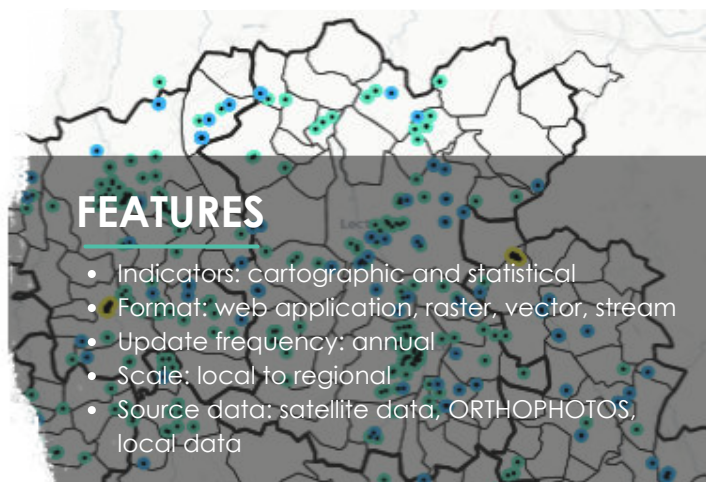 FEATURES
• Indicators: cartographic and statistical
• Format: web application, raster, vector, stream
• Update frequency: annual
• Scale: local to regional
• Source data: satellite data, ORTHOPHOTOS,
local data